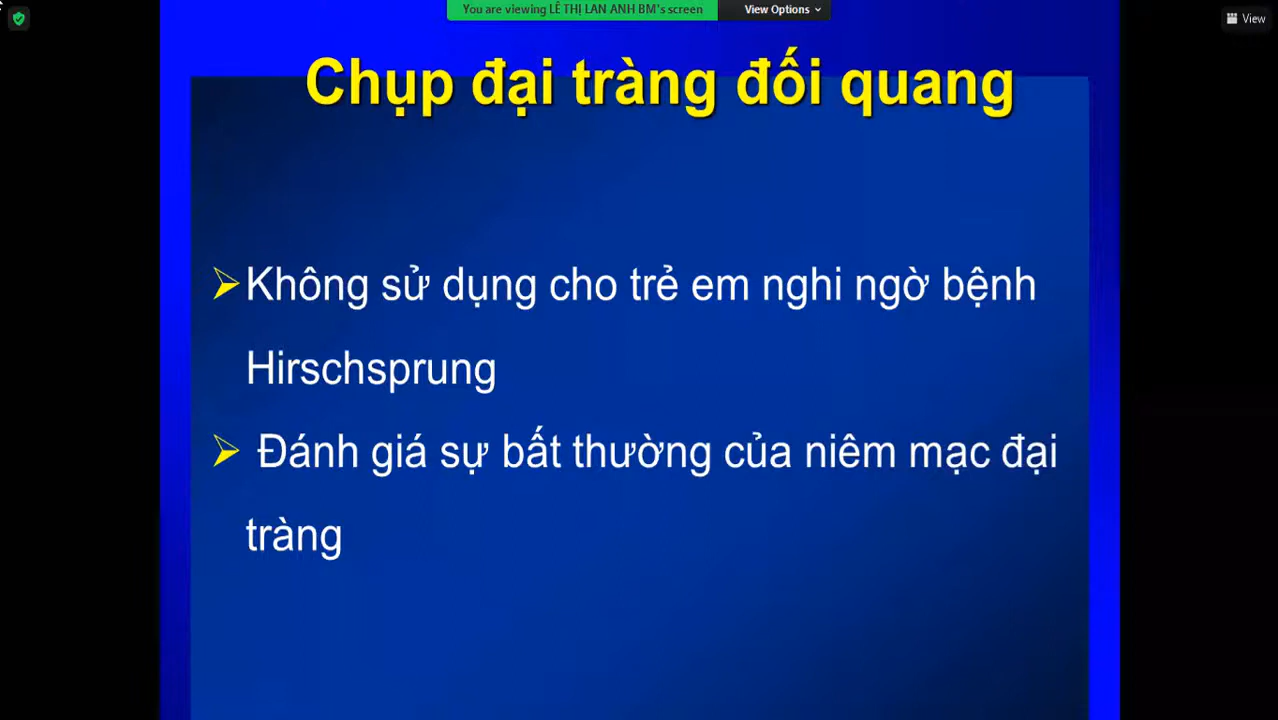 You are viewing LÊ THỊ LAN ANH BM's screen
View Options
View
Chụp đại tràng đối quang
Không sử dụng cho trẻ em nghi ngờ bệnh
Hirschsprung
Đánh giá sự bất thường của niêm mạc đại
tràng